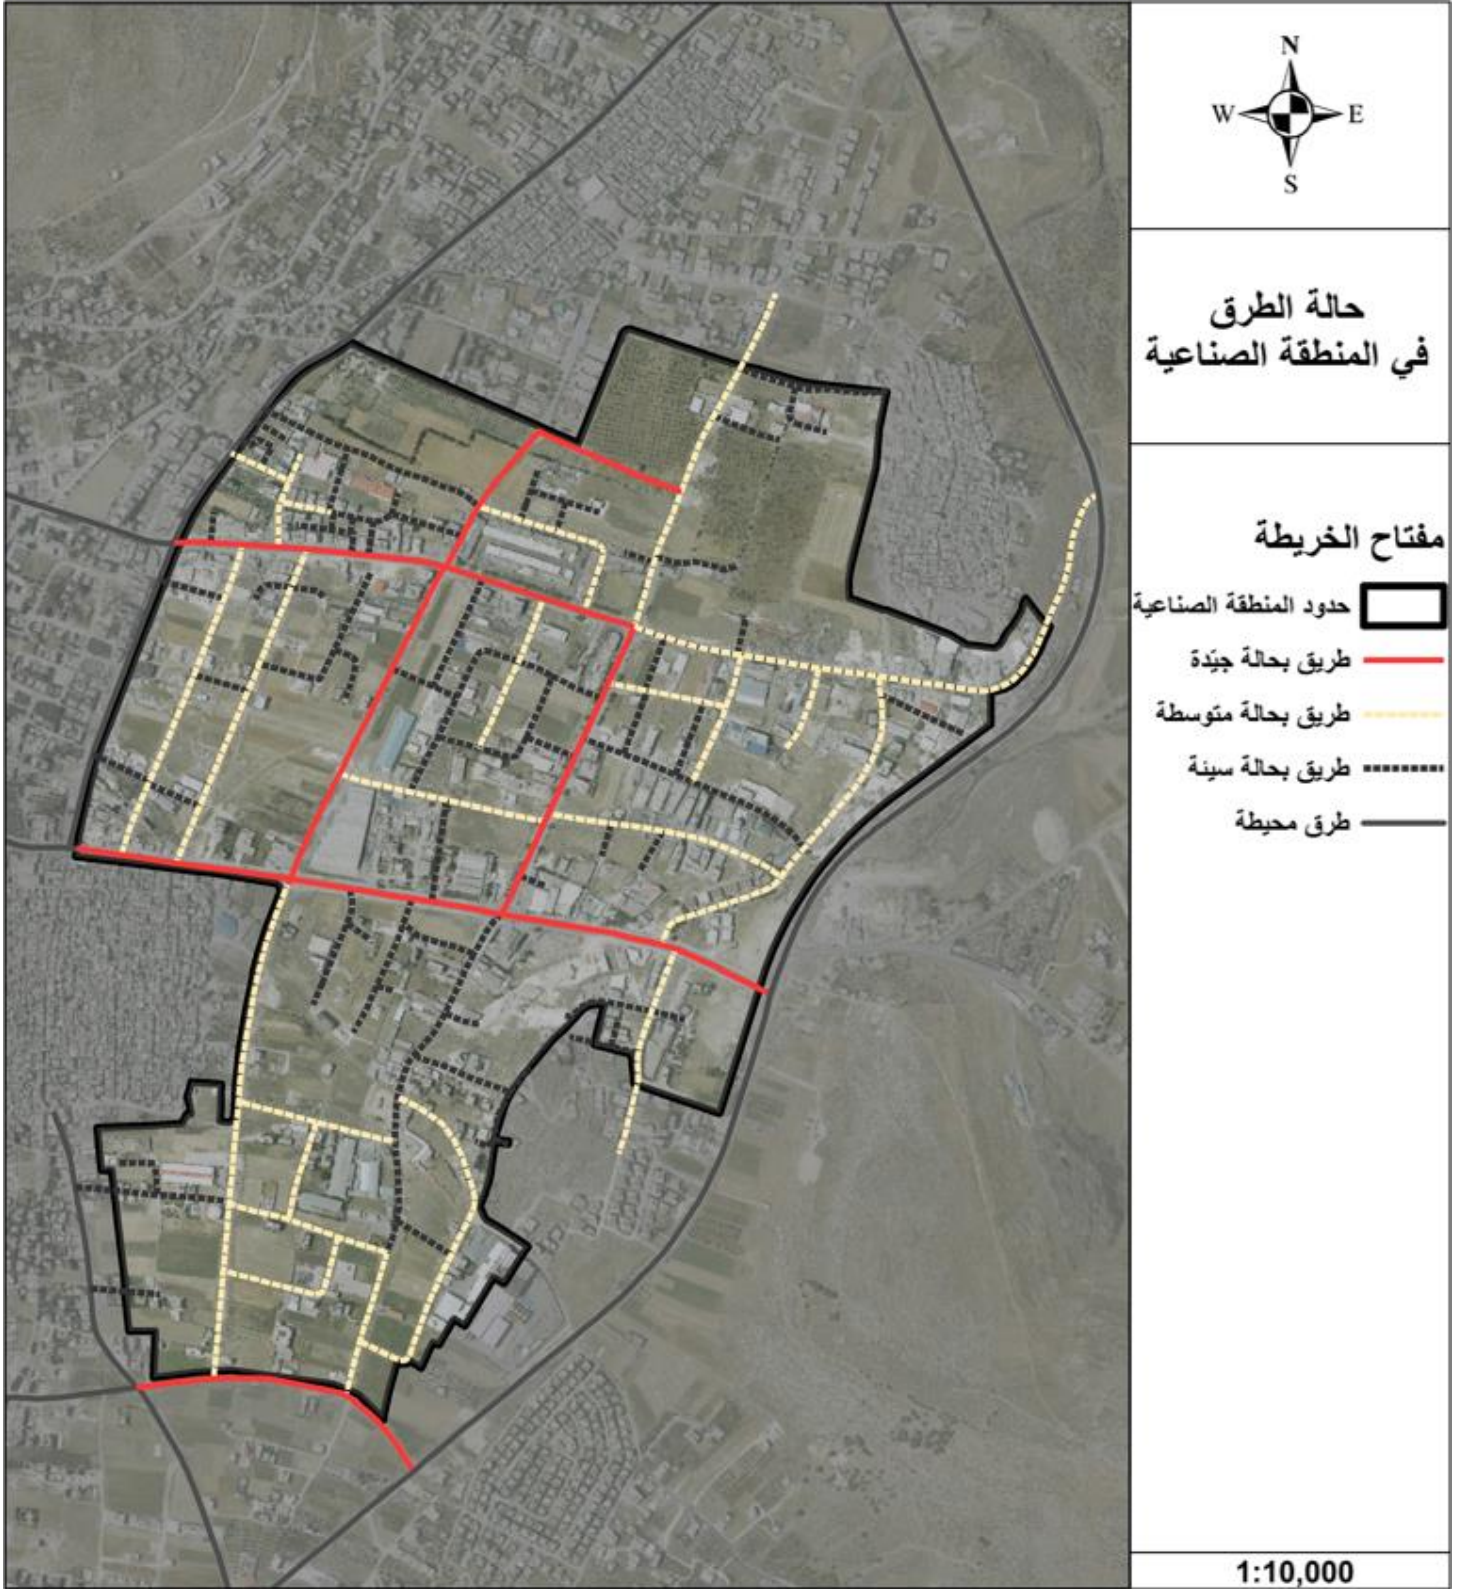 N
W E
S
حالة الطرق
في المنطقة الصناعية
مفتاح الخريطة
حدود المنطقة الصناعية
طريق بحالة جيّدة
طريق بحالة متوسطة
طريق بحالة سيئة
طرق محيطة
1:10,000